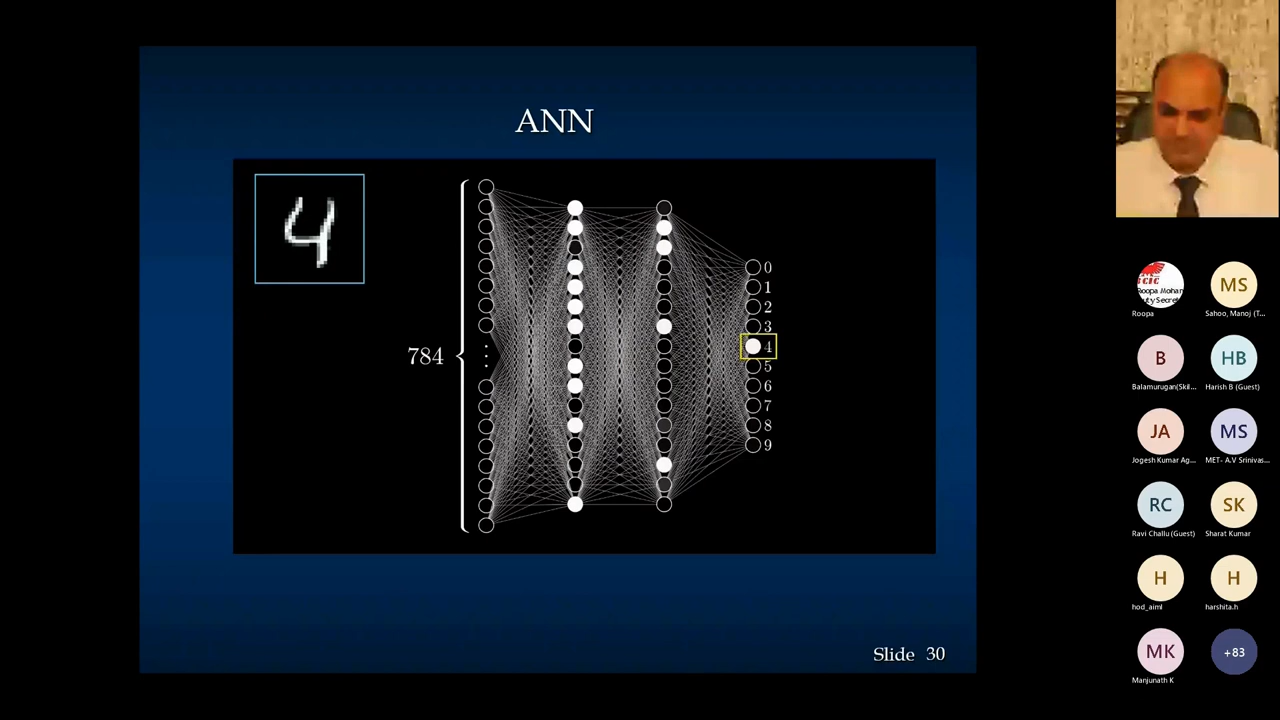 ANN
4
784
0
1
2
3
4
5
6
7
8
9
Slide 30
Roopa Mohan
Roopa
MS
Sahoo, Manoj (T...
B
Balamurugan(Skil...
HB
Harish B (Guest)
JA
Jogesh Kumar Ag...
MS
MET- A.V Srinivas...
RC
Ravi Challu (Guest)
SK
Sharat Kumar
H
hod_aiml
H
harshita.h
MK
Manjunath K
+83